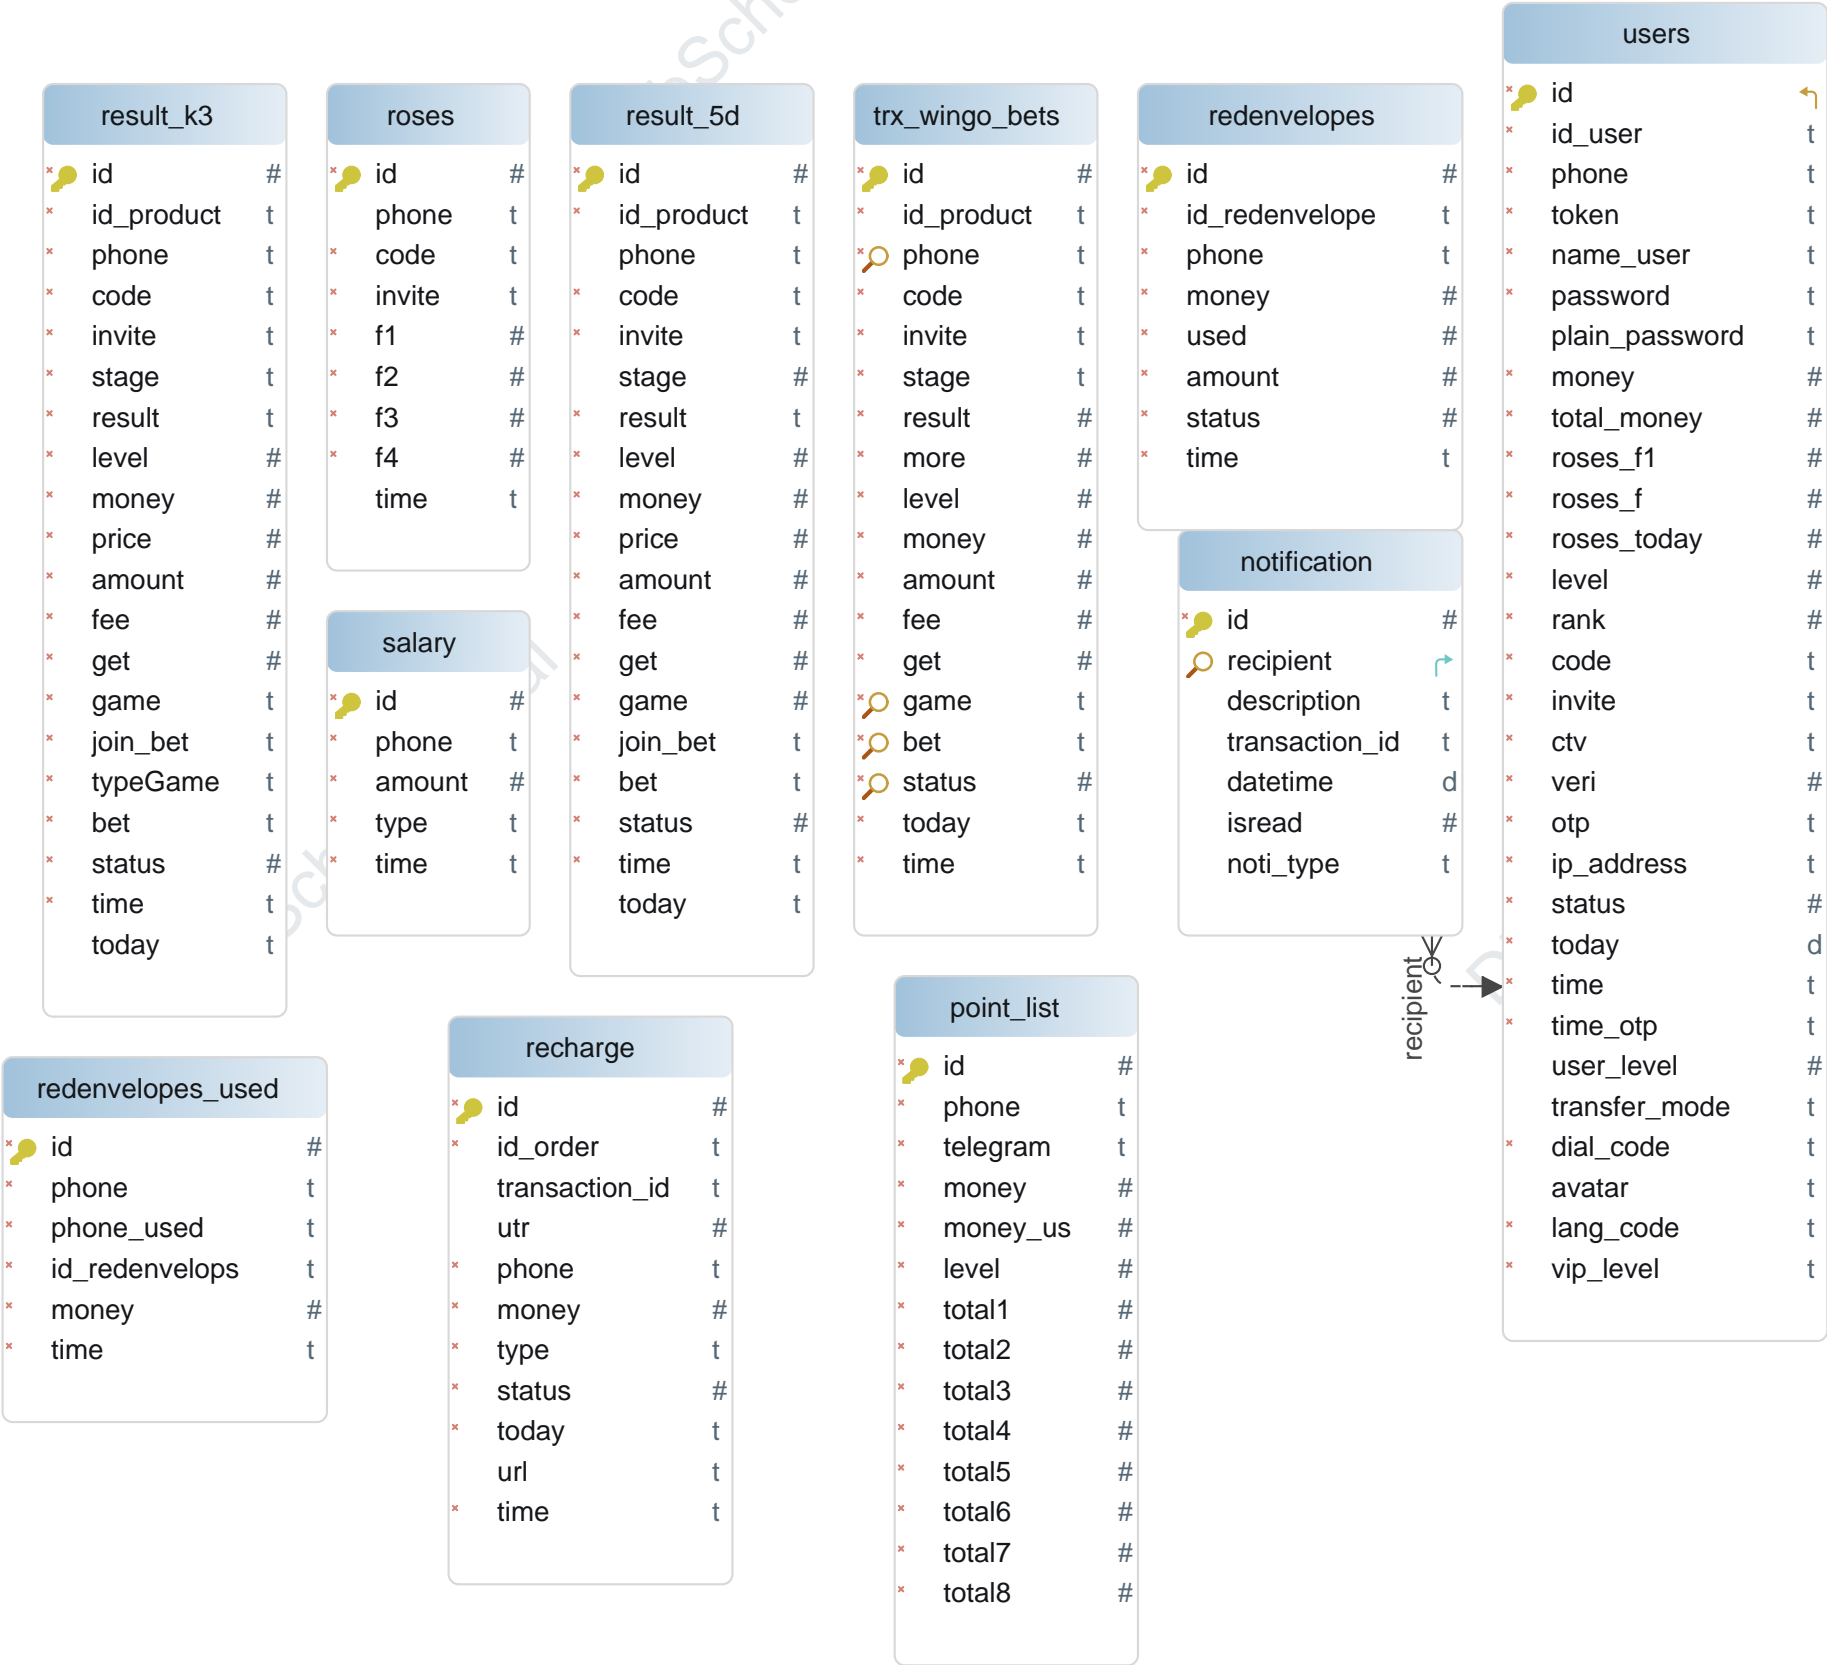 users
id
id_user t
phone t
token t
name_user t
password t
plain_password t
money #
total_money #
roses_f1 #
roses_f #
roses_today #
level #
rank #
code t
invite t
ctv t
veri #
otp t
ip_address t
status #
today d
time t
time_otp t
user_level #
transfer_mode t
dial_code t
avatar t
lang_code t
vip_level t
result_k3
id #
id_product t
phone t
code t
invite t
stage t
result t
level #
money #
price #
amount #
fee #
get #
game t
join_bet t
typeGame t
bet t
status #
time t
today t
roses
id #
phone t
code t
invite t
f1 #
f2 #
f3 #
f4 #
time t
salary
id #
phone t
amount #
type t
time t
result_5d
id #
id_product t
phone t
code t
invite t
stage #
result t
level #
money #
price #
amount #
fee #
get #
game #
join_bet t
bet t
status #
time t
today t
trx_wingo_bets
id #
id_product t
phone t
code t
invite t
stage t
result #
more #
level #
money #
amount #
fee #
get #
game t
bet t
status #
today t
time t
redenvelopes
id #
id_redenvelope t
phone t
money #
used #
amount #
status #
time t
notification
id #
recipient
description t
transaction_id t
datetime d
isread #
noti_type t
recipient
redenvelopes_used
id #
phone t
phone_used t
id_redenvelops t
money #
time t
recharge
id #
id_order t
transaction_id t
utr #
phone t
money #
type t
status #
today t
url t
time t
point_list
id #
phone t
telegram t
money #
money_us #
level #
total1 #
total2 #
total3 #
total4 #
total5 #
total6 #
total7 #
total8 #